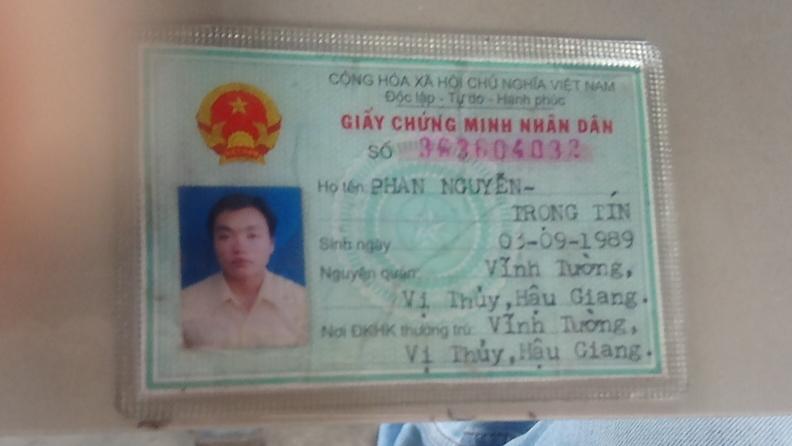 CỘNG HÒA XÃ HỘI CHỦ NGHĨA VIỆT NAM
Độc lập - Tự do - Hạnh phúc
GIẤY CHỨNG MINH NHÂN DÂN
SỐ
Họ tên: PHAN NGUYỄN-
TRỌNG TÍN
Sinh ngày 03-09-1989
Nguyên quán: Vĩnh Tường,
Vị Thủy, Hậu Giang.
Nơi ĐKHK thường trú: Vĩnh Tường,
Vị Thủy, Hậu Giang.